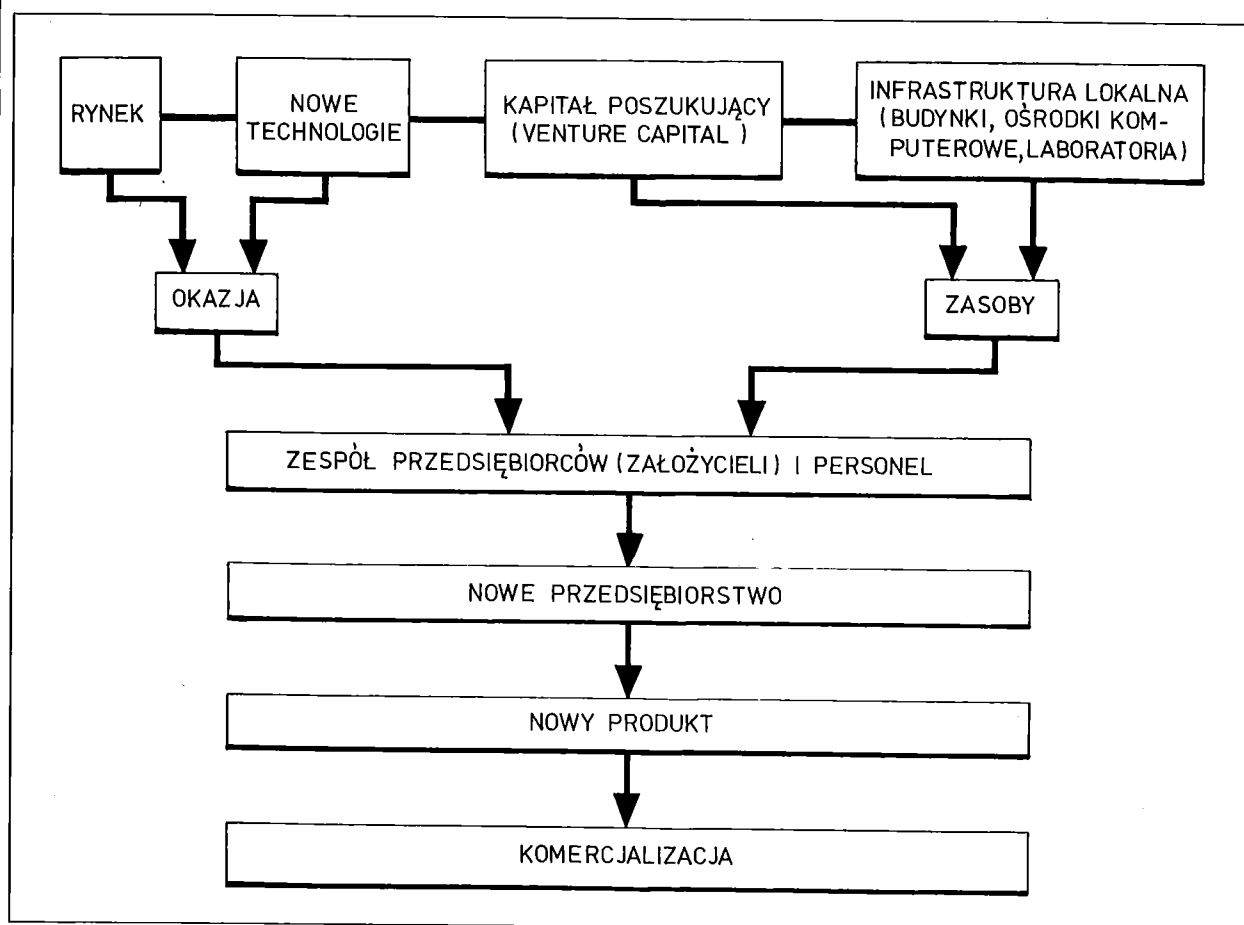 RYNEK
NOWE
TECHNOLOGIE
KAPITAŁ POSZUKUJĄCY
(VENTURE CAPITAL )
INFRASTRUKTURA LOKALNA
( BUDYNKI, OŚRODKI KOM-
PUTEROWE, LABORATORIA)
OKAZJA
ZASOBY
ZESPÓŁ PRZEDSIĘBIORCÓW (ZAŁOŻYCIELI) I PERSONEL
NOWE PRZEDSIĘBIORSTWO
NOWY PRODUKT
KOMERCJALIZACJA